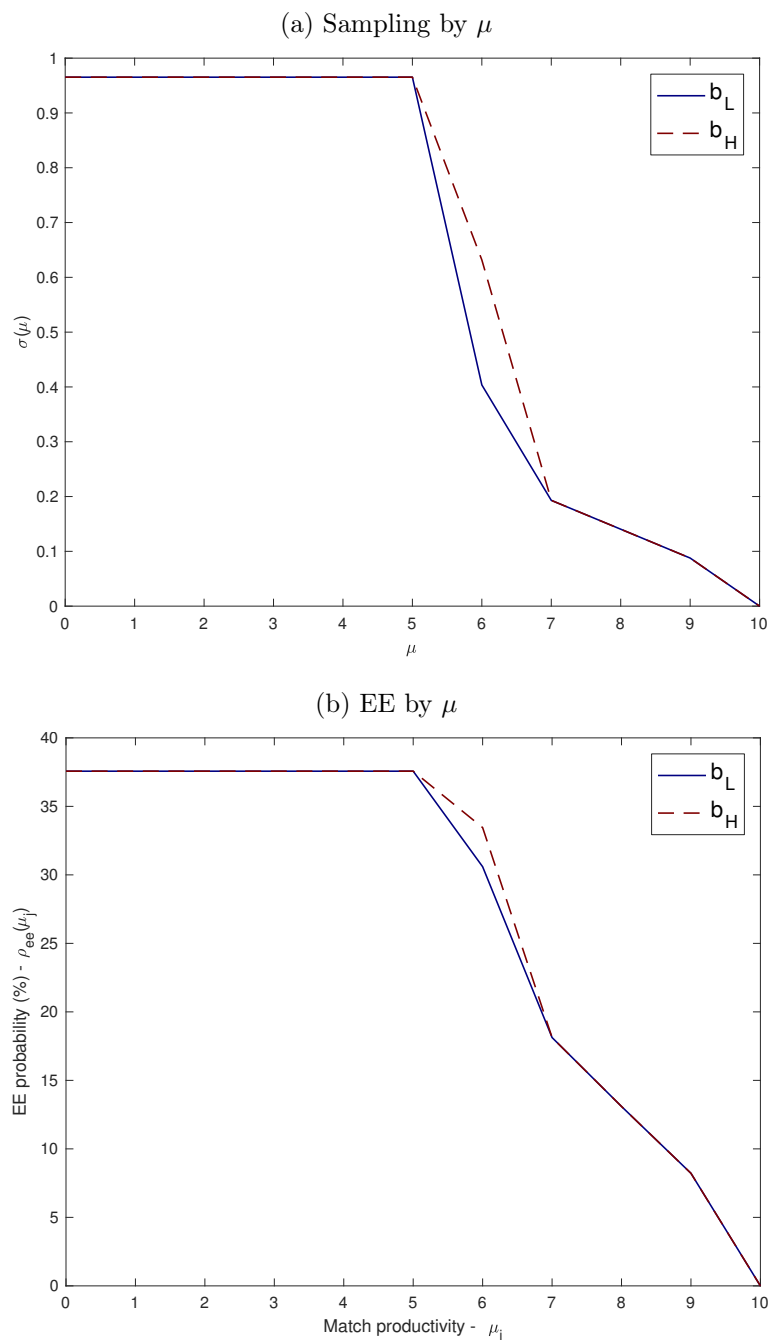 (a) Sampling by μ
1
0.9
0.8
0.7
0.6
0.5
0.4
0.3
0.2
0.1
0
σ(μ)
b_L
b_H
0 1 2 3 4 5 6 7 8 9 10
μ
(b) EE by μ
40
35
30
25
20
15
10
5
0
EE probability (%) - ρ_ee(μ_j)
b_L
b_H
0 1 2 3 4 5 6 7 8 9 10
Match productivity - μ_j